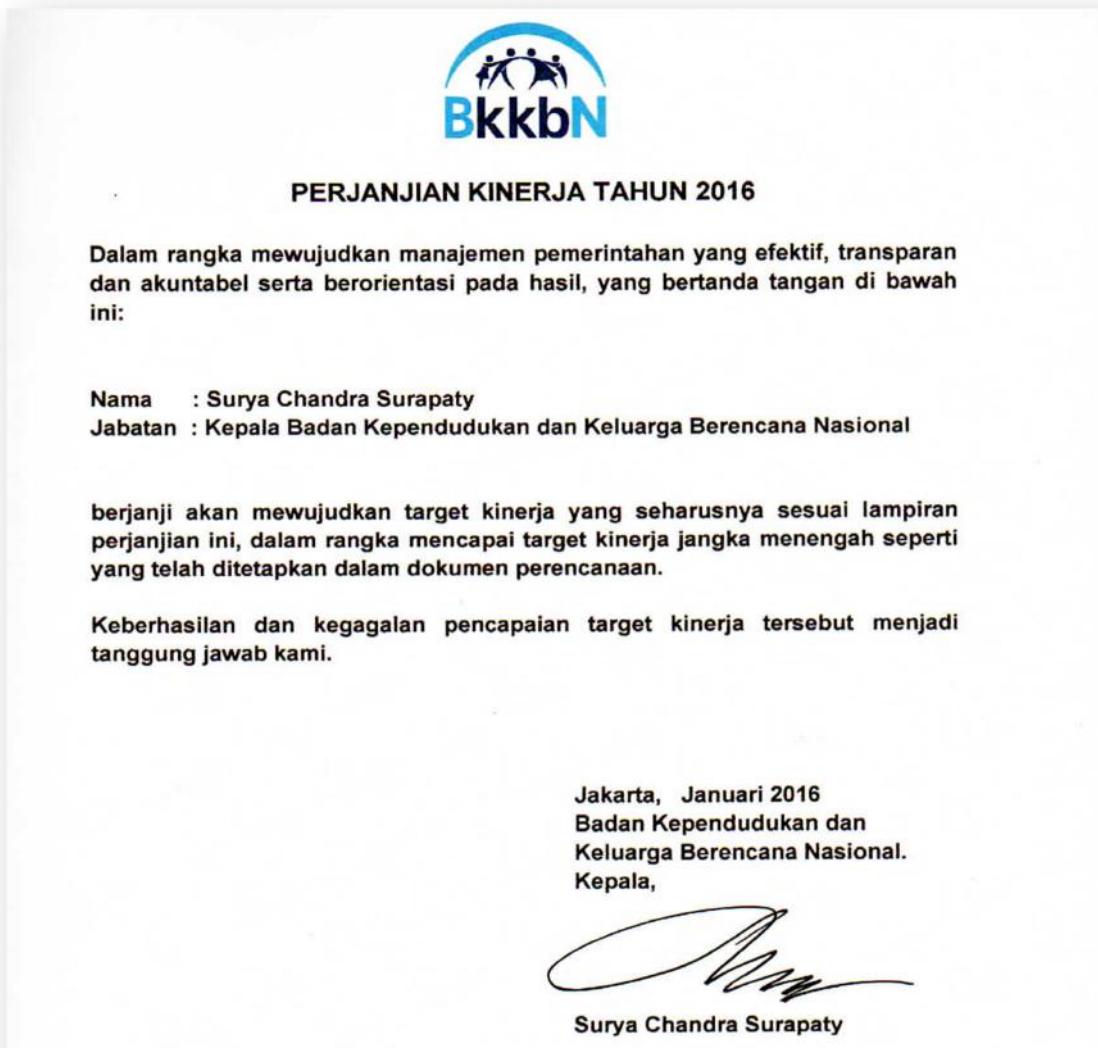 BkkbN
PERJANJIAN KINERJA TAHUN 2016
Dalam rangka mewujudkan manajemen pemerintahan yang efektif, transparan
dan akuntabel serta berorientasi pada hasil, yang bertanda tangan di bawah
ini:
Nama : Surya Chandra Surapaty
Jabatan : Kepala Badan Kependudukan dan Keluarga Berencana Nasional
berjanji akan mewujudkan target kinerja yang seharusnya sesuai lampiran
perjanjian ini, dalam rangka mencapai target kinerja jangka menengah seperti
yang telah ditetapkan dalam dokumen perencanaan.
Keberhasilan dan kegagalan pencapaian target kinerja tersebut menjadi
tanggung jawab kami.
Jakarta, Januari 2016
Badan Kependudukan dan
Keluarga Berencana Nasional.
Kepala,
Surya Chandra Surapaty